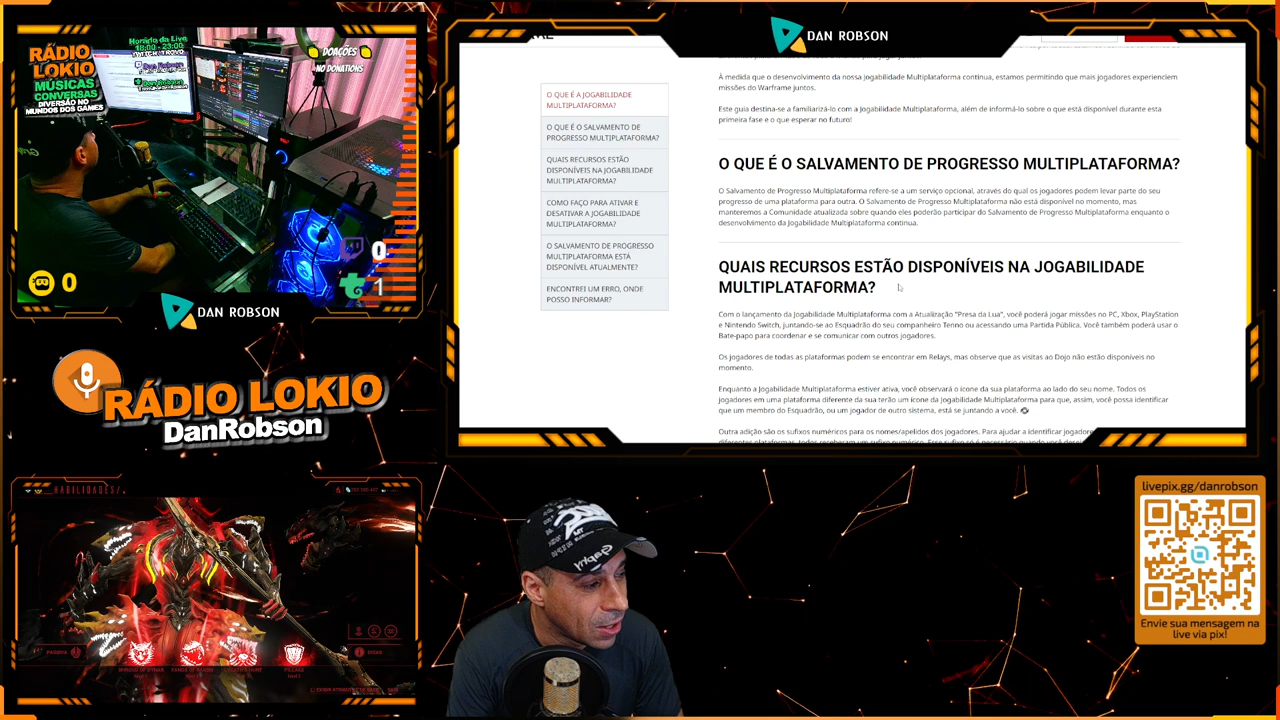 RÁDIO
LOKIO
MÚSICAS
CONVERSAS
DIVERSÃO NO
MUNDOS DOS GAMES
Horário da Live
18:00 - 23:00
DanRobson
DOAÇÕES
NO DONATIONS
0
0
1
DAN ROBSON
RÁDIO LOKIO
DanRobson
HABILIDADES
PASSIVA
DICAS
DAN ROBSON
O QUE É A JOGABILIDADE
MULTIPLATAFORMA?
O QUE É O SALVAMENTO DE
PROGRESSO MULTIPLATAFORMA?
QUAIS RECURSOS ESTÃO
DISPONÍVEIS NA JOGABILIDADE
MULTIPLATAFORMA?
COMO FAÇO PARA ATIVAR E
DESATIVAR A JOGABILIDADE
MULTIPLATAFORMA?
O SALVAMENTO DE PROGRESSO
MULTIPLATAFORMA ESTÁ
DISPONÍVEL ATUALMENTE?
ENCONTREI UM ERRO, ONDE
POSSO INFORMAR?
À medida que o desenvolvimento da nossa Jogabilidade Multiplataforma continua, estamos permitindo que mais jogadores experienciem
missões do Warframe juntos.
Este guia destina-se a familiarizá-lo com a Jogabilidade Multiplataforma, além de informá-lo sobre o que está disponível durante esta
primeira fase e o que esperar no futuro!
O QUE É O SALVAMENTO DE PROGRESSO MULTIPLATAFORMA?
O Salvamento de Progresso Multiplataforma refere-se a um serviço opcional, através do qual os jogadores podem levar parte do seu
progresso de uma plataforma para outra. O Salvamento de Progresso Multiplataforma não está disponível no momento, mas
manteremos a Comunidade atualizada sobre quando eles poderão participar do Salvamento de Progresso Multiplataforma enquanto o
desenvolvimento da Jogabilidade Multiplataforma continua.
QUAIS RECURSOS ESTÃO DISPONÍVEIS NA JOGABILIDADE
MULTIPLATAFORMA?
Com o lançamento da Jogabilidade Multiplataforma com a Atualização "Presa da Lua", você poderá jogar missões no PC, Xbox, PlayStation
e Nintendo Switch, juntando-se ao Esquadrão do seu companheiro Tenno ou acessando uma Partida Pública. Você também poderá usar o
Bate-papo para coordenar e se comunicar com outros jogadores.
Os jogadores de todas as plataformas podem se encontrar em Relays, mas observe que as visitas ao Dojo não estão disponíveis no
momento.
Enquanto a Jogabilidade Multiplataforma estiver ativa, você observará o ícone da sua plataforma ao lado do seu nome. Todos os
jogadores em uma plataforma diferente da sua terão um ícone da Jogabilidade Multiplataforma para que, assim, você possa identificar
que um membro do Esquadrão, ou um jogador de outro sistema, está se juntando a você.
Outra adição são os sufixos numéricos para os nomes/apelidos dos jogadores. Para ajudar a identificar
livepix.gg/danrobson
Envie sua mensagem na
live via pix!